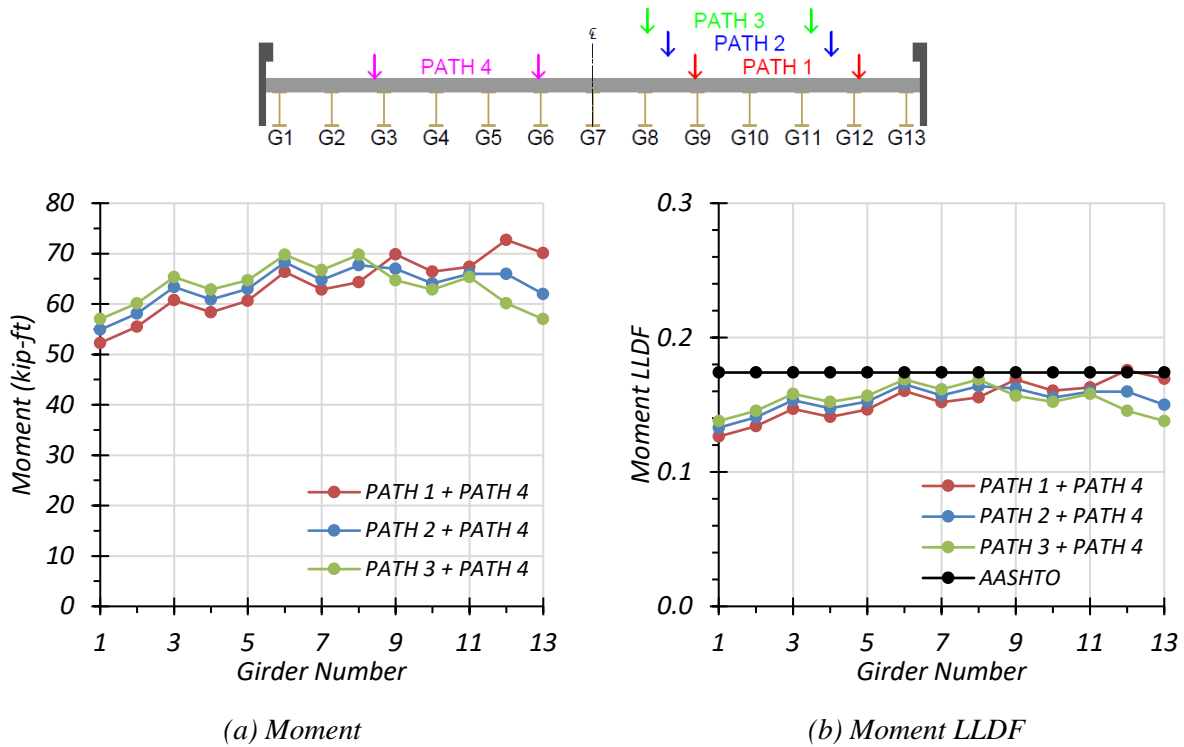 PATH 3
℄
PATH 2
PATH 4
PATH 1
G1 G2 G3 G4 G5 G6 G7 G8 G9 G10 G11 G12 G13
80
70
60
50
40
30
20
10
0
Moment (kip-ft)
PATH 1 + PATH 4
PATH 2 + PATH 4
PATH 3 + PATH 4
1 3 5 7 9 11 13
Girder Number
(a) Moment
0.3
0.2
0.1
0.0
Moment LLDF
PATH 1 + PATH 4
PATH 2 + PATH 4
PATH 3 + PATH 4
AASHTO
1 3 5 7 9 11 13
Girder Number
(b) Moment LLDF